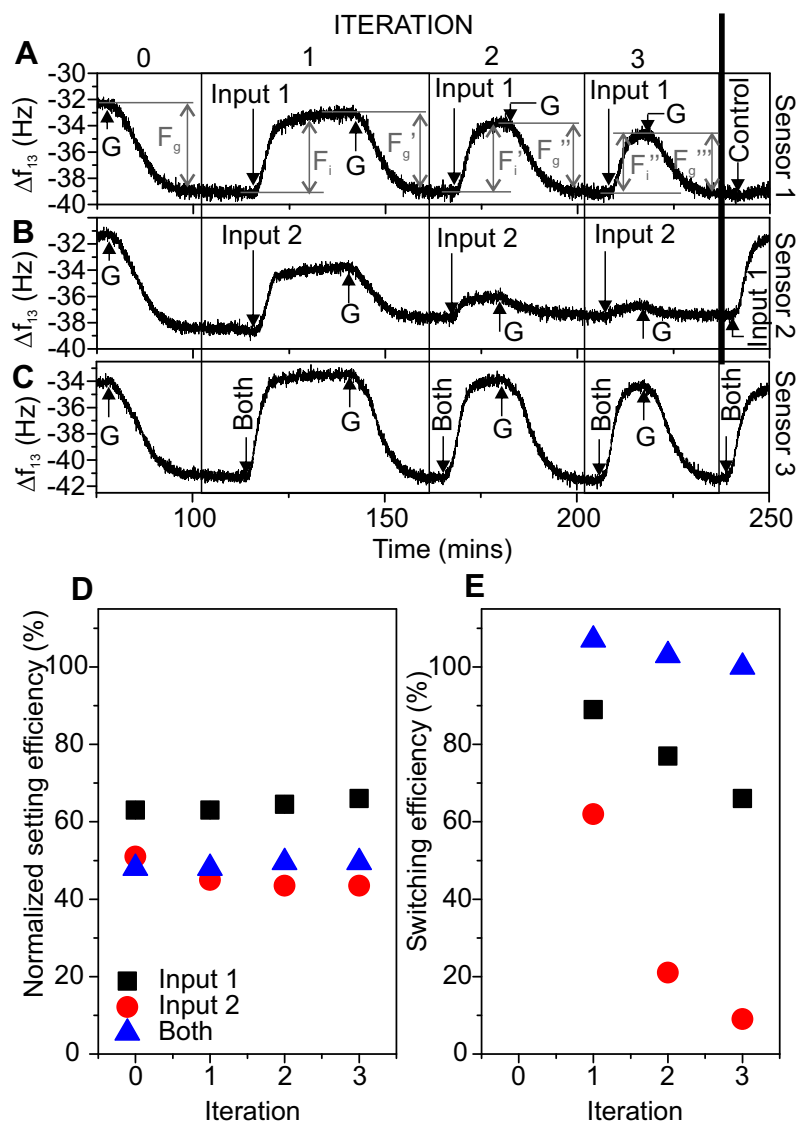 ITERATION
0 1 2 3
A
-30
-32
-34
-36
-38
-40
Δf13 (Hz)
G
Fg
Input 1
Fi
G
Fg'
Input 1
G
Fi'
Fg''
Input 1
G
Fi''
Fg'''
Control
Sensor 1
B
-32
-34
-36
-38
-40
Δf13 (Hz)
G
Input 2
G
Input 2
G
Input 2
G
Input 1
Sensor 2
C
-34
-36
-38
-40
-42
Δf13 (Hz)
G
Both
G
Both
G
Both
G
Both
Sensor 3
100 150 200 250
Time (mins)
D
Normalized setting efficiency (%)
100
80
60
40
20
0
Input 1
Input 2
Both
0 1 2 3
Iteration
E
Switching efficiency (%)
100
80
60
40
20
0
0 1 2 3
Iteration